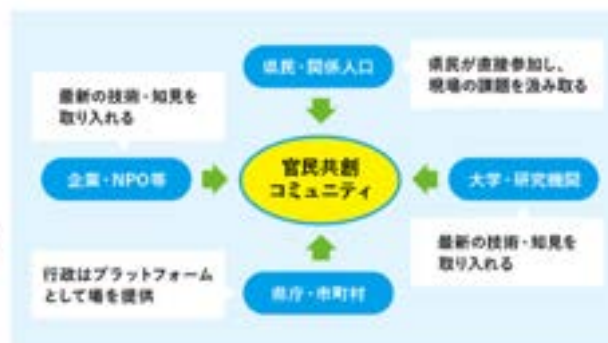 県民・関係人口
県民が直接参加し、
現場の課題を汲み取る
最新の技術・知見を
取り入れる
企業・NPO等
官民共創
コミュニティ
大学・研究機関
最新の技術・知見を
取り入れる
行政はプラットフォーム
として場を提供
県庁・市町村